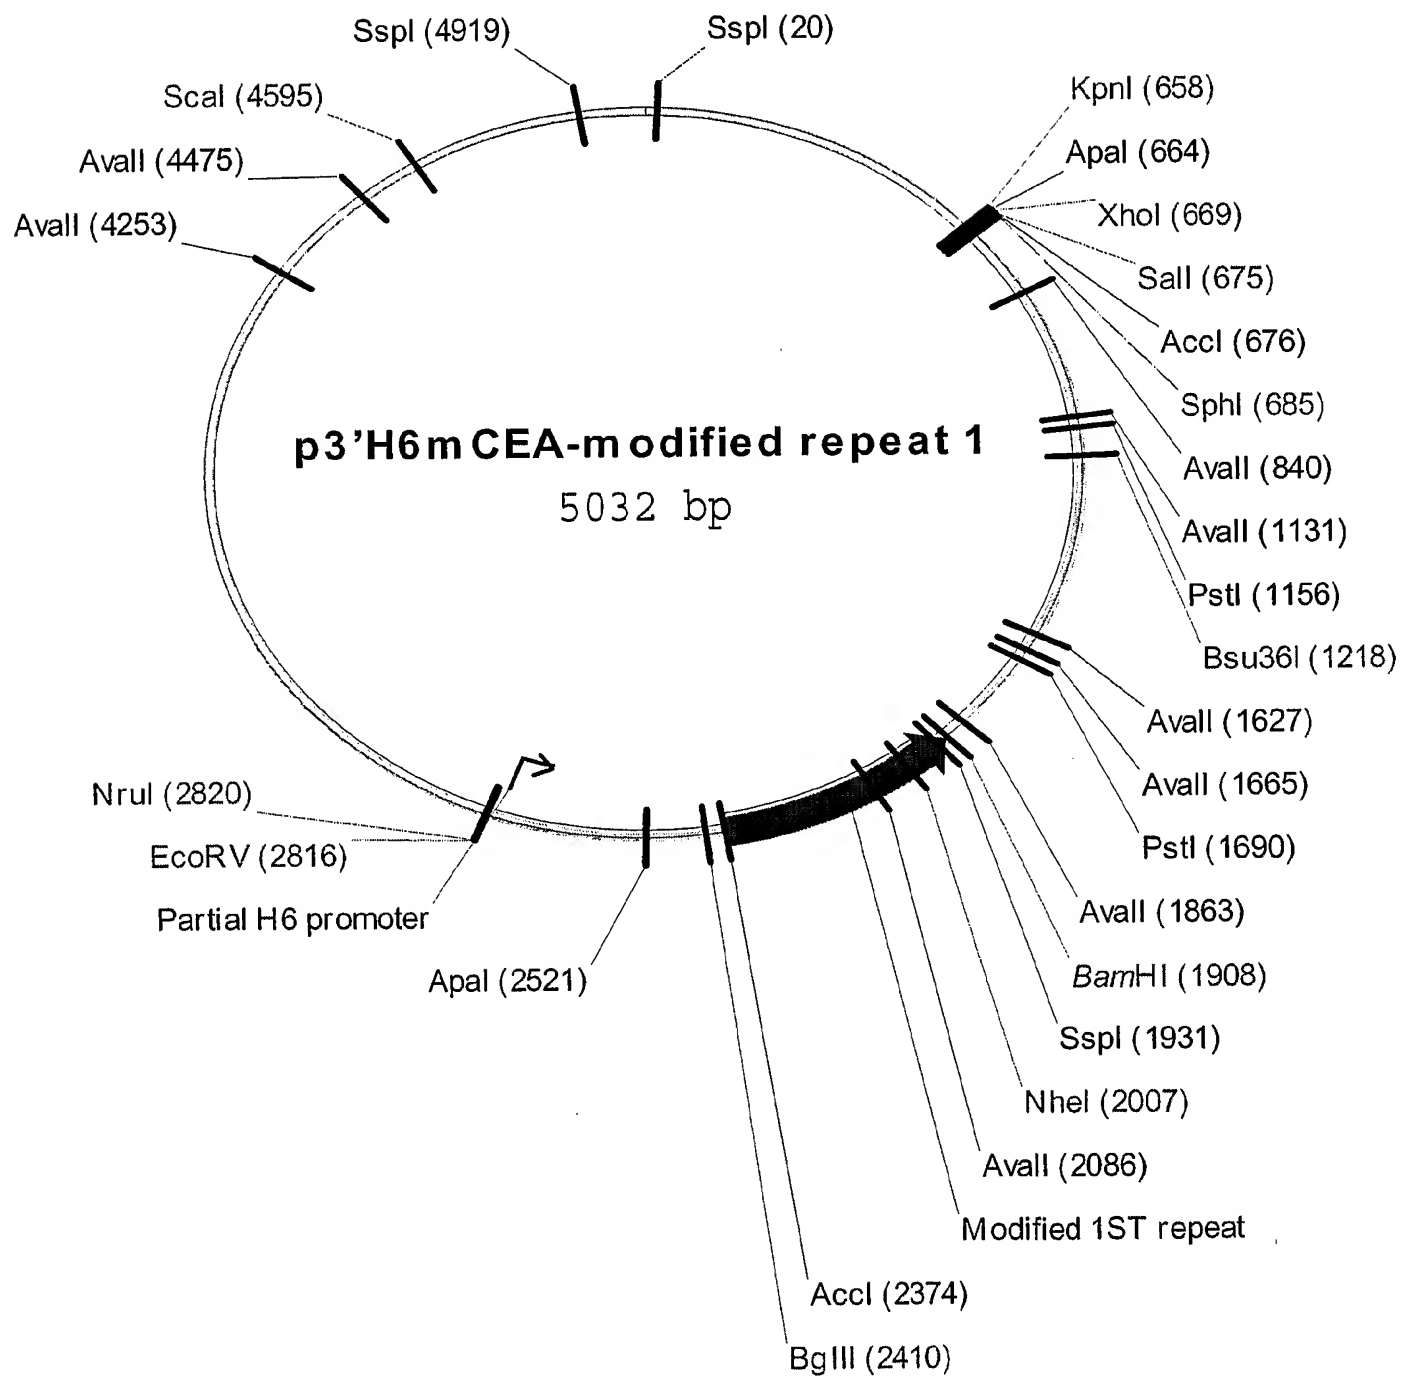 SspI (4919)
SspI (20)
ScaI (4595)
KpnI (658)
AvaII (4475)
ApaI (664)
AvaII (4253)
XhoI (669)
SalI (675)
AccI (676)
SphI (685)
p3’H6mCEA-modified repeat 1
5032 bp
AvaII (840)
AvaII (1131)
PstI (1156)
Bsu36I (1218)
AvaII (1627)
AvaII (1665)
NruI (2820)
PstI (1690)
EcoRV (2816)
AvaII (1863)
Partial H6 promoter
BamHI (1908)
ApaI (2521)
SspI (1931)
NheI (2007)
AvaII (2086)
Modified 1ST repeat
AccI (2374)
BglII (2410)